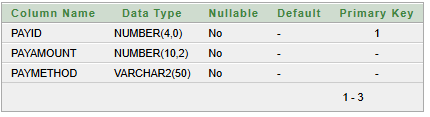 Column Name Data Type Nullable Default Primary Key
PAYID NUMBER(4,0) No - 1
PAYAMOUNT NUMBER(10,2) No - -
PAYMETHOD VARCHAR2(50) No - -
1 - 3